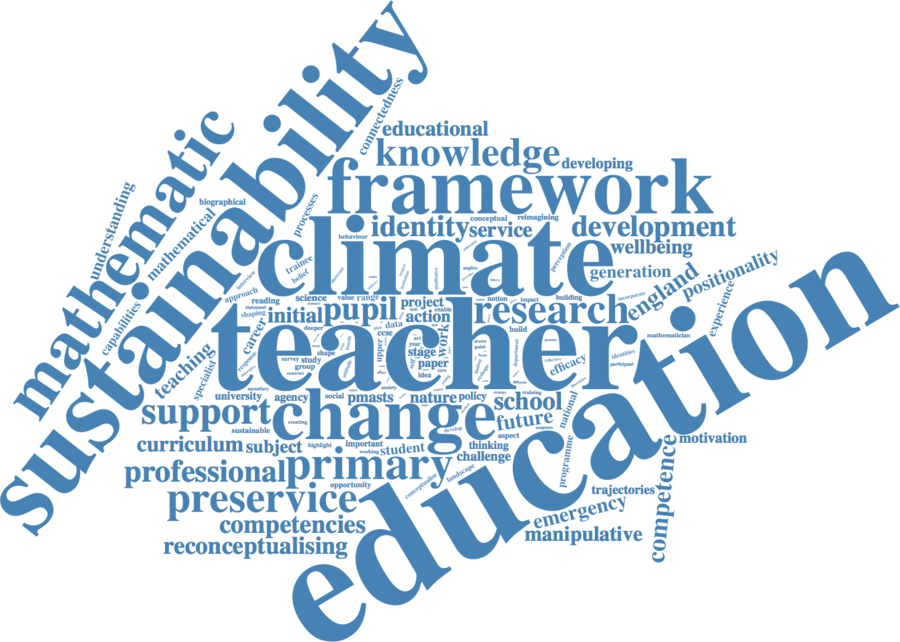 sustainability
mathematic
connectedness
educational
knowledge
developing
framework
understanding
biographical
mathematical
processes
identity
conceptual
reimagining
service
development
behaviour
climate
wellbeing
perception
trainee
belief
generation
england
positionality
interview
approach
capabilities
reading
shaping
science
value
range
project
notion
impact
building
incorporate
experience
initial
pupil
action
research
career
deeper
data
work
build
mathematician
teacher
teaching
specialist
survey
study
group
shape
ccse
upper
year
art
stage
paper
idea
efficacy
identities
participant
university
agency
social
pmasts
anxiety
nature
policy
school
national
support
change
creating
future
sustainable
develop
aspect
curriculum
subject
highlight
important
working
student
thinking
challenge
motivation
professional
primary
opportunity
conceptualise
landscape
programme
competence
preservice
trajectories
emergency
competencies
manipulative
reconceptualising
education